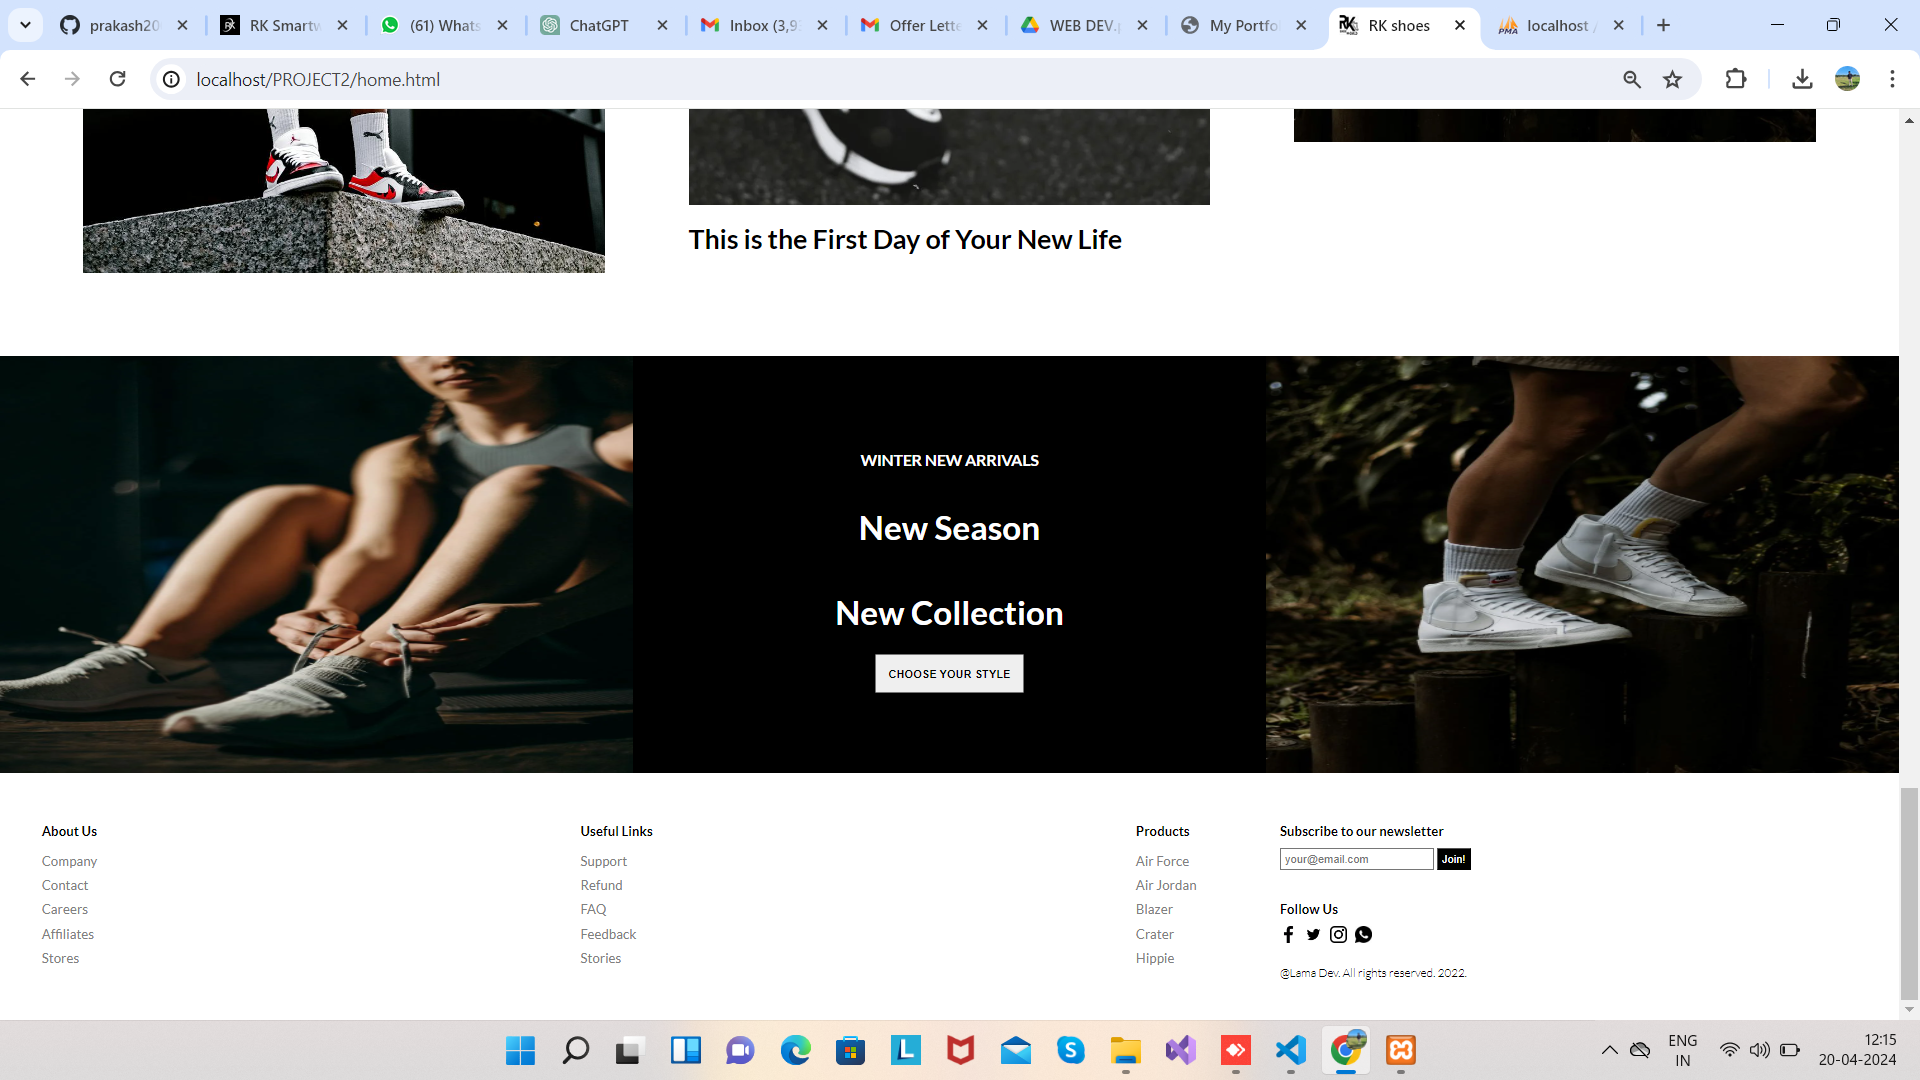 prakash20
RK Smartw
(61) Whats
ChatGPT
Inbox (3,9
Offer Lette
WEB DEV.p
My Portfo
RK shoes
localhost /
localhost/PROJECT2/home.html
This is the First Day of Your New Life
WINTER NEW ARRIVALS
New Season
New Collection
CHOOSE YOUR STYLE
About Us
Company
Contact
Careers
Affiliates
Stores
Useful Links
Support
Refund
FAQ
Feedback
Stories
Products
Air Force
Air Jordan
Blazer
Crater
Hippie
Subscribe to our newsletter
your@email.com
Join!
Follow Us
@Lama Dev. All rights reserved. 2022.
ENG
IN
12:15
20-04-2024